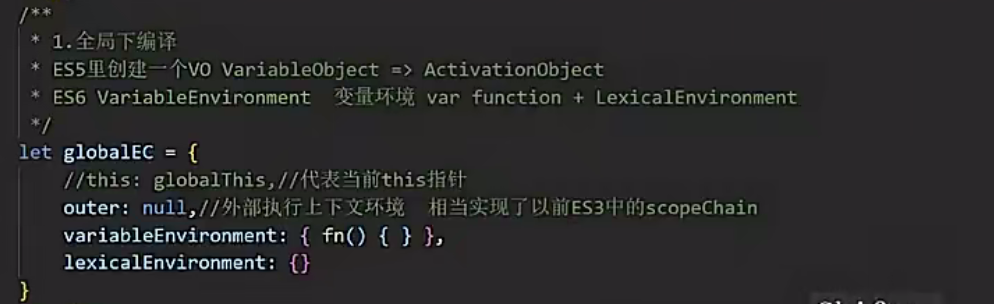 /**
 * 1.全局下编译
 * ES5里创建一个VO VariableObject => ActivationObject
 * ES6 VariableEnvironment  变量环境 var function + LexicalEnvironment
 */
let globalEC = {
    //this: globalThis,//代表当前this指针
    outer: null,//外部执行上下文环境  相当实现了以前ES3中的scopeChain
    variableEnvironment: { fn() { } },
    lexicalEnvironment: {}
}